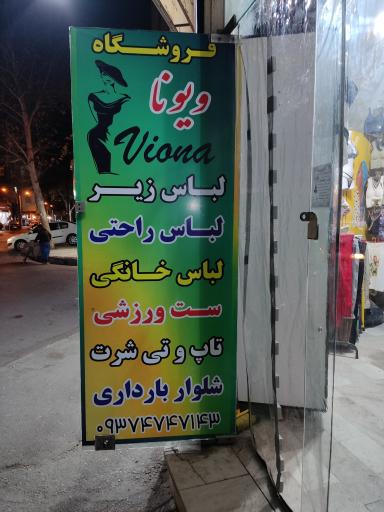 فروشگاه
ویونا
Viona
لباس زیر
لباس راحتی
لباس خانگی
ست ورزشی
تاپ و تی شرت
شلوار بارداری
۰۹۳۷۴۷۴۷۱۴۳